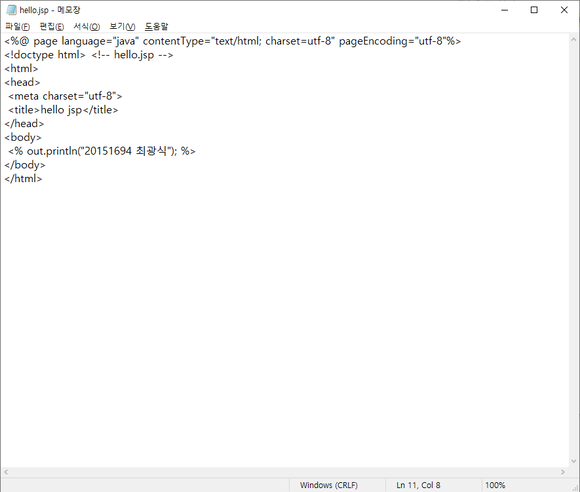 hello.jsp - 메모장
파일(F) 편집(E) 서식(O) 보기(V) 도움말
<%@ page language="java" contentType="text/html; charset=utf-8" pageEncoding="utf-8"%>
<!doctype html>  <!-- hello.jsp -->
<html>
<head>
 <meta charset="utf-8">
 <title>hello jsp</title>
</head>
<body>
 <% out.println("20151694 최광식"); %>
</body>
</html>
Windows (CRLF) Ln 11, Col 8 100%